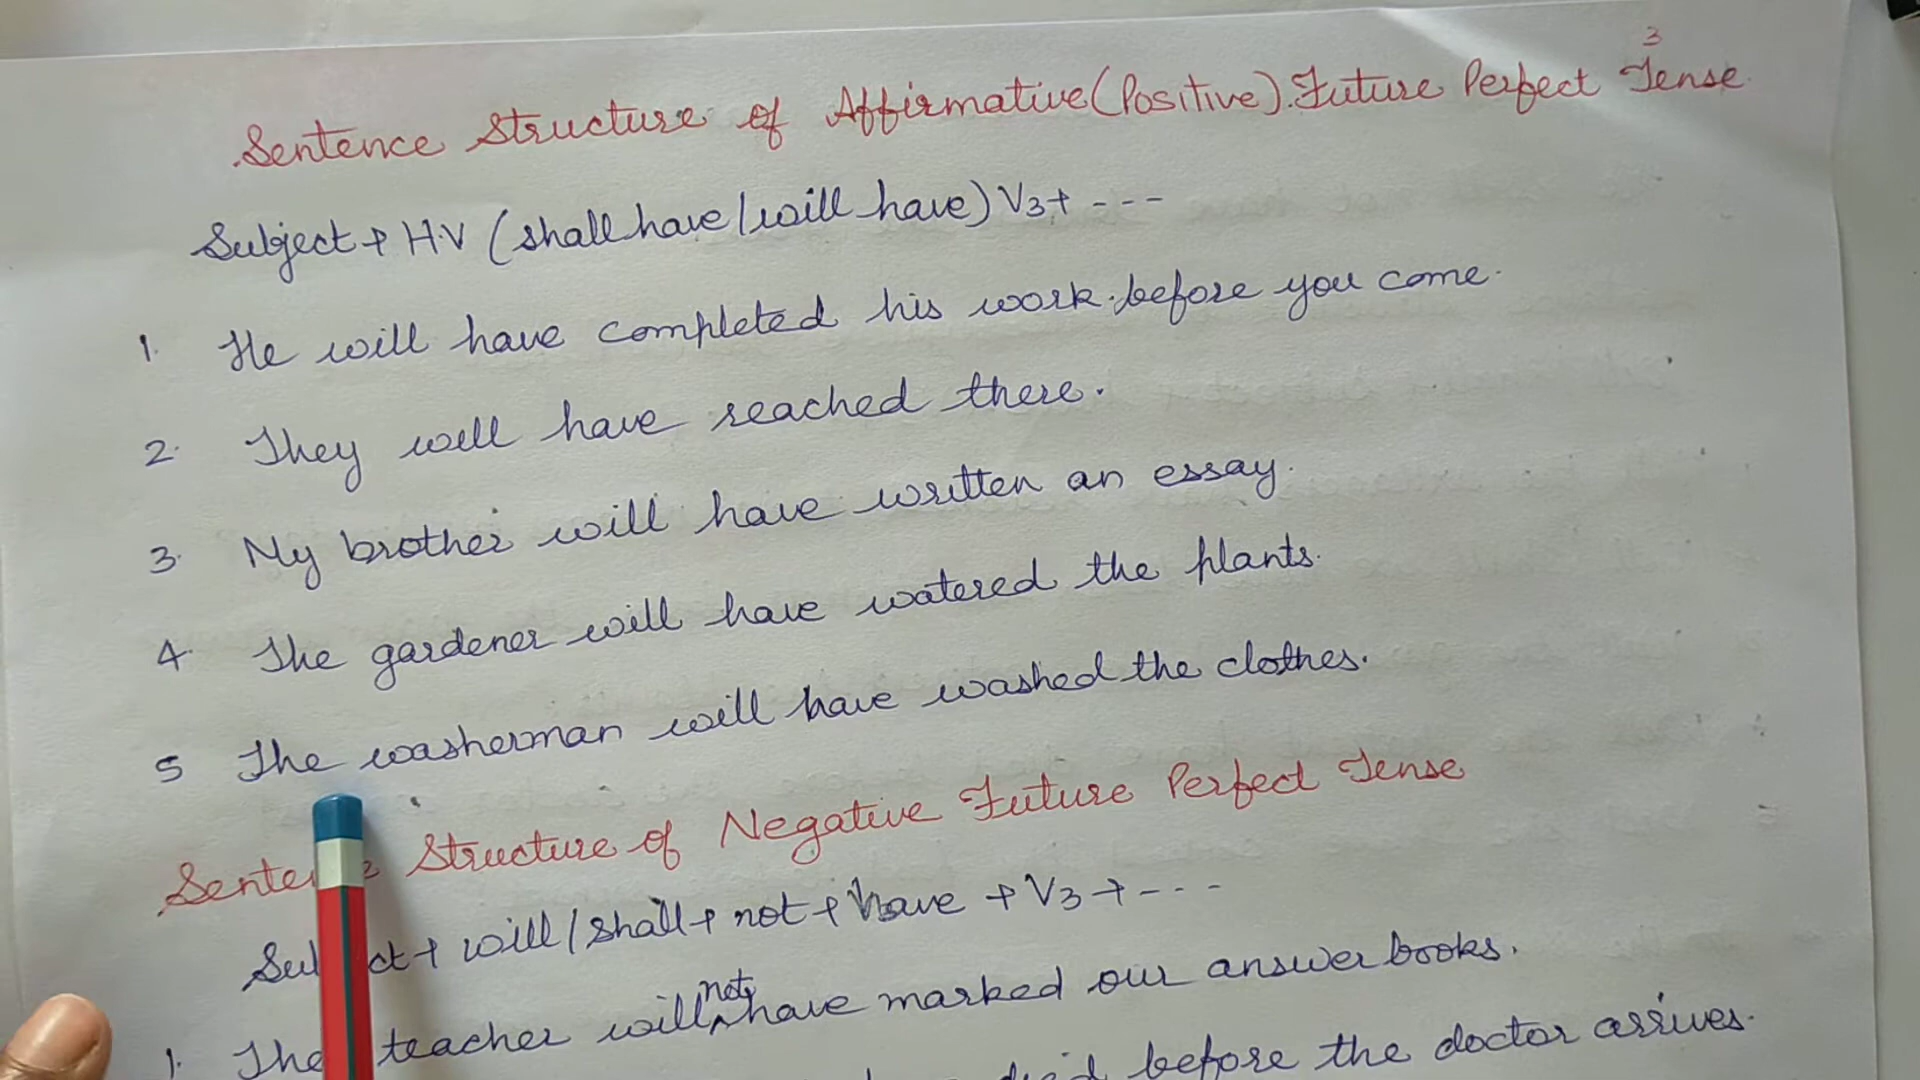 3
Sentence Structure of Affirmative (Positive). Future Perfect Tense
Subject + H.V (shall have / will have) V3+ ---
1. He will have completed his work before you come.
2. They will have reached there.
3. My brother will have written an essay.
4. The gardener will have watered the plants.
5 The washerman will have washed the clothes.
Structure of Negative Future Perfect Tense
+ will / shall + not + have + V3 + ----
1. The teacher will not have marked our answer books.
before the doctor arrives.